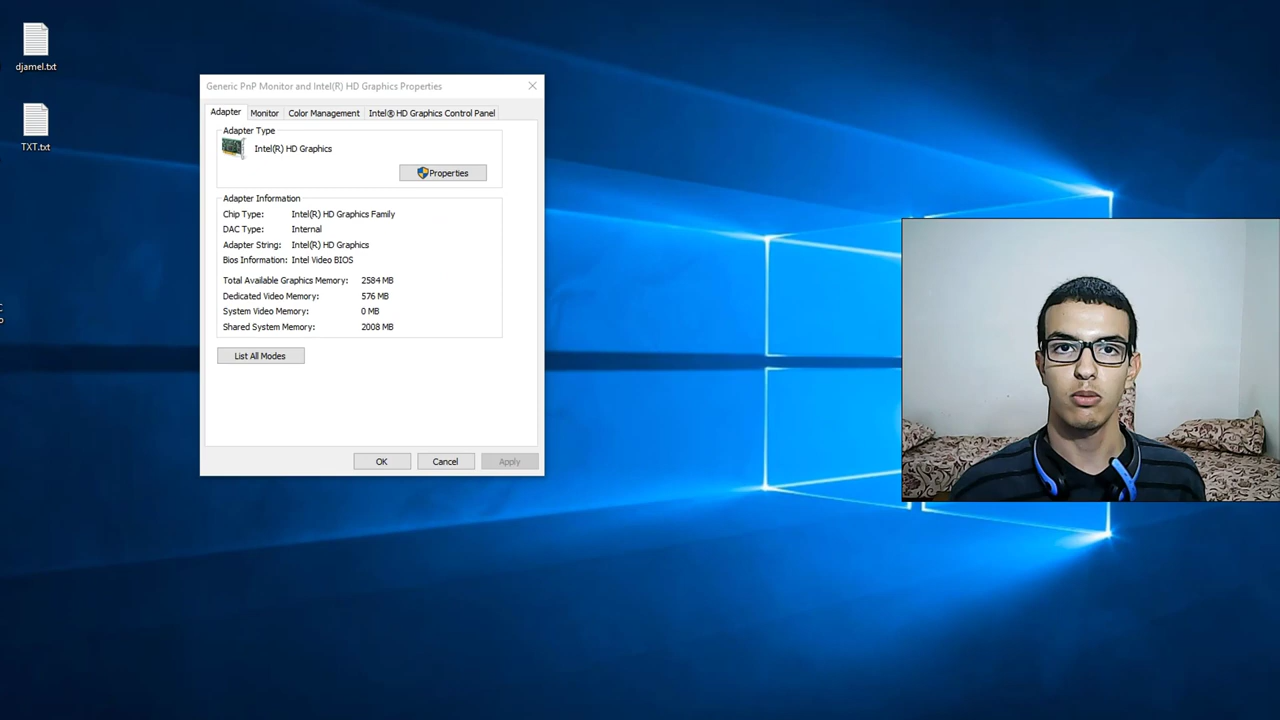 djamel.txt
TXT.txt
Generic PnP Monitor and Intel(R) HD Graphics Properties
Adapter
Monitor
Color Management
Intel® HD Graphics Control Panel
Adapter Type
Intel(R) HD Graphics
Properties
Adapter Information
Chip Type: Intel(R) HD Graphics Family
DAC Type: Internal
Adapter String: Intel(R) HD Graphics
Bios Information: Intel Video BIOS
Total Available Graphics Memory: 2584 MB
Dedicated Video Memory: 576 MB
System Video Memory: 0 MB
Shared System Memory: 2008 MB
List All Modes
OK
Cancel
Apply